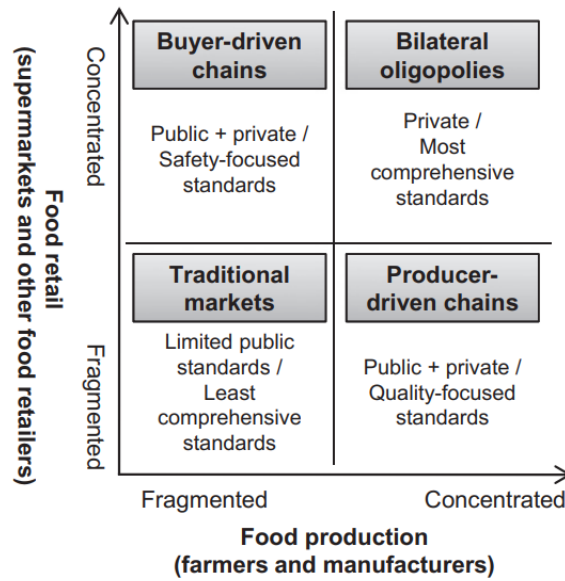 Food retail
(supermarkets and other food retailers)
Concentrated
Fragmented
Buyer-driven
chains
Public + private /
Safety-focused
standards
Bilateral
oligopolies
Private /
Most
comprehensive
standards
Traditional
markets
Limited public
standards /
Least
comprehensive
standards
Producer-
driven chains
Public + private /
Quality-focused
standards
Fragmented
Concentrated
Food production
(farmers and manufacturers)